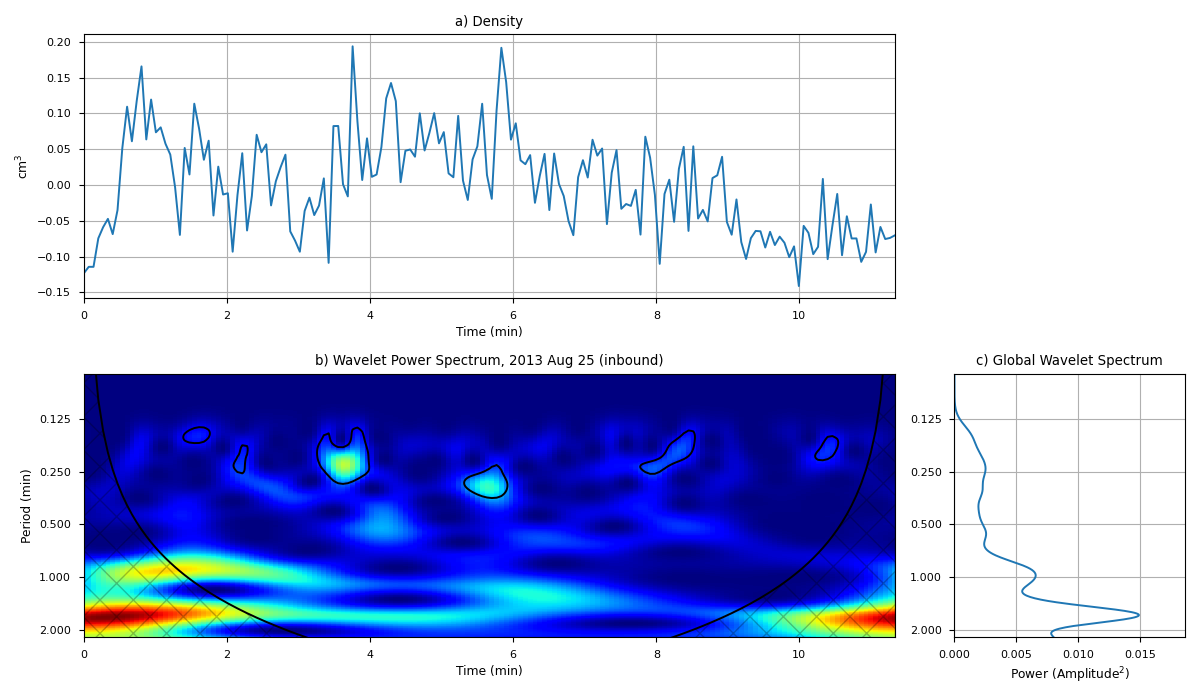 a) Density
0.20
0.15
0.10
0.05
0.00
−0.05
−0.10
−0.15
cm³
0 2 4 6 8 10
Time (min)
b) Wavelet Power Spectrum, 2013 Aug 25 (inbound)
0.125
0.250
0.500
1.000
2.000
Period (min)
0 2 4 6 8 10
Time (min)
c) Global Wavelet Spectrum
0.125
0.250
0.500
1.000
2.000
0.000 0.005 0.010 0.015
Power (Amplitude²)